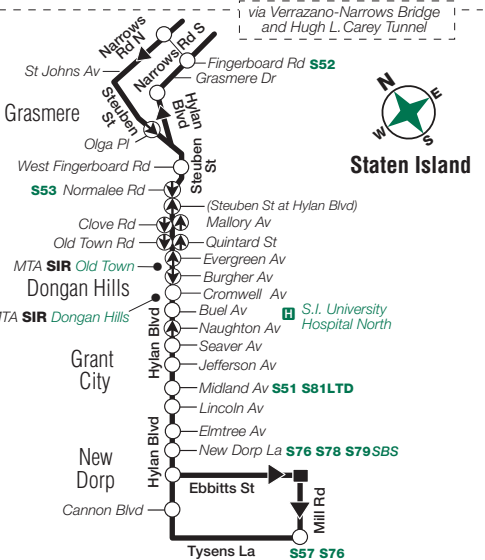 via Verrazano-Narrows Bridge
and Hugh L. Carey Tunnel
Narrows
Rd N
Narrows Rd S
St Johns Av
Fingerboard Rd S52
Grasmere Dr
N
E
W
S
Staten Island
Grasmere
Steuben
St
Hylan
Blvd
Olga Pl
West Fingerboard Rd
Steuben
St
S53 Normalee Rd
(Steuben St at Hylan Blvd)
Clove Rd
Mallory Av
Old Town Rd
Quintard St
MTA SIR Old Town
Evergreen Av
Burgher Av
Dongan Hills
Cromwell Av
MTA SIR Dongan Hills
Buel Av
H S.I. University
Hospital North
Naughton Av
Hylan Blvd
Seaver Av
Grant
City
Jefferson Av
Midland Av S51 S81LTD
Lincoln Av
Elmtree Av
New Dorp La S76 S78 S79SBS
New
Dorp
Hylan Blvd
Ebbitts St
Mill Rd
Cannon Blvd
Tysens La
S57 S76